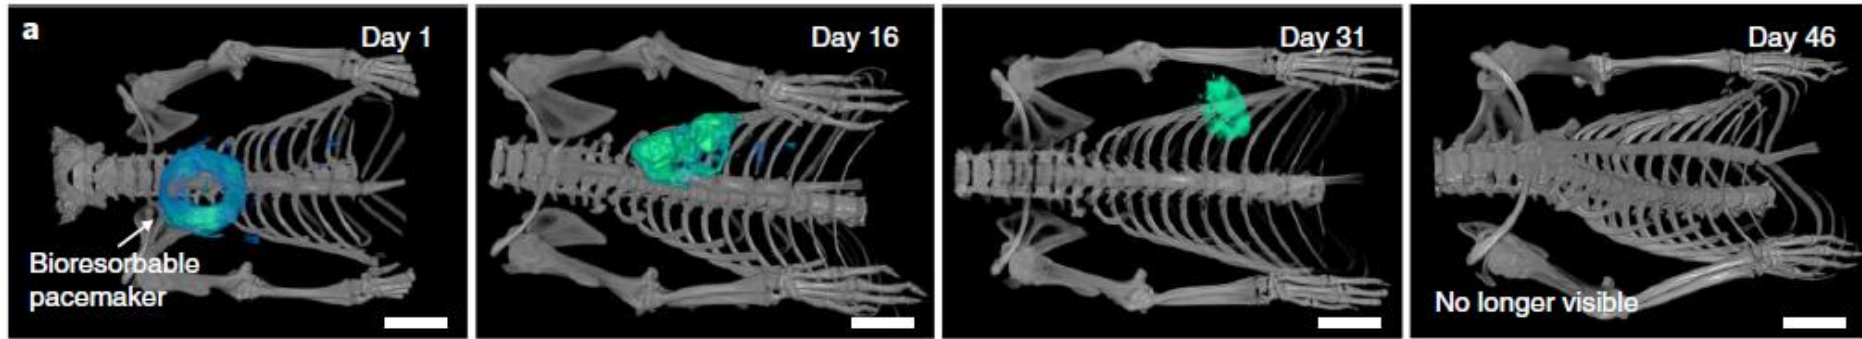 a
Day 1
Bioresorbable
pacemaker
Day 16
Day 31
Day 46
No longer visible